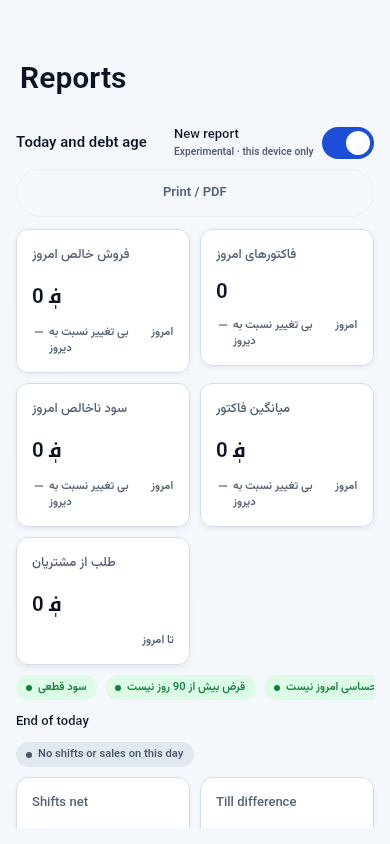 Reports
Today and debt age
New report
Experimental · this device only
Print / PDF
فروش خالص امروز
0 ؋
— بی تغییر نسبت به دیروز
امروز
فاکتورهای امروز
0
— بی تغییر نسبت به دیروز
امروز
سود ناخالص امروز
0 ؋
— بی تغییر نسبت به دیروز
امروز
میانگین فاکتور
0 ؋
— بی تغییر نسبت به دیروز
امروز
طلب از مشتریان
0 ؋
تا امروز
سود قطعی
قرض بیش از 90 روز نیست
حساسی امروز نیست
End of today
No shifts or sales on this day
Shifts net
Till difference